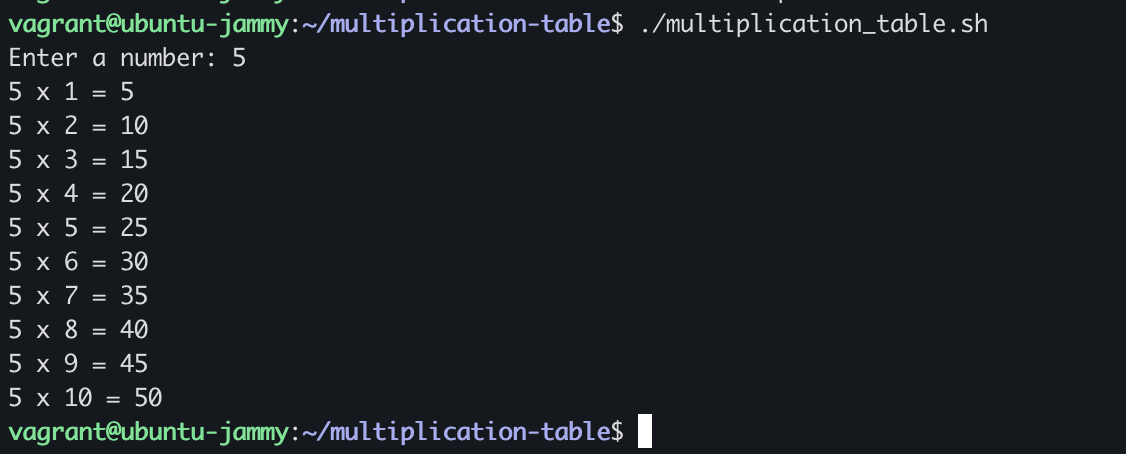 vagrant@ubuntu-jammy:~/multiplication-table$ ./multiplication_table.sh
Enter a number: 5
5 x 1 = 5
5 x 2 = 10
5 x 3 = 15
5 x 4 = 20
5 x 5 = 25
5 x 6 = 30
5 x 7 = 35
5 x 8 = 40
5 x 9 = 45
5 x 10 = 50
vagrant@ubuntu-jammy:~/multiplication-table$